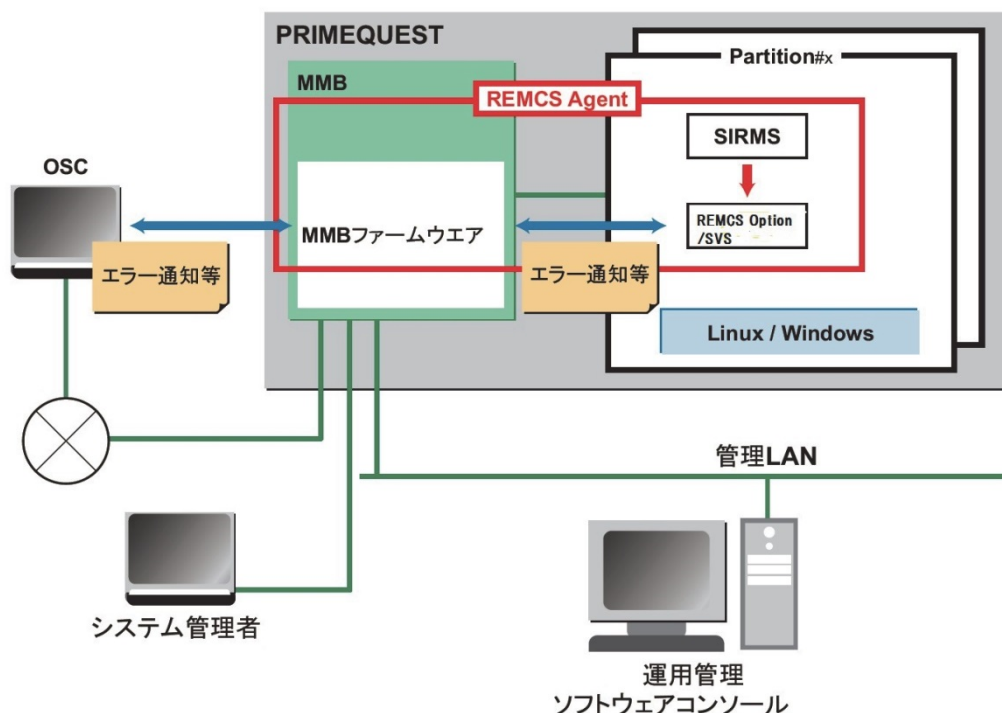 PRIMEQUEST
Partition#x
MMB
REMCS Agent
SIRMS
OSC
REMCS Option
/SVS
MMBファームウエア
エラー通知等
エラー通知等
Linux / Windows
管理LAN
システム管理者
運用管理
ソフトウェアコンソール